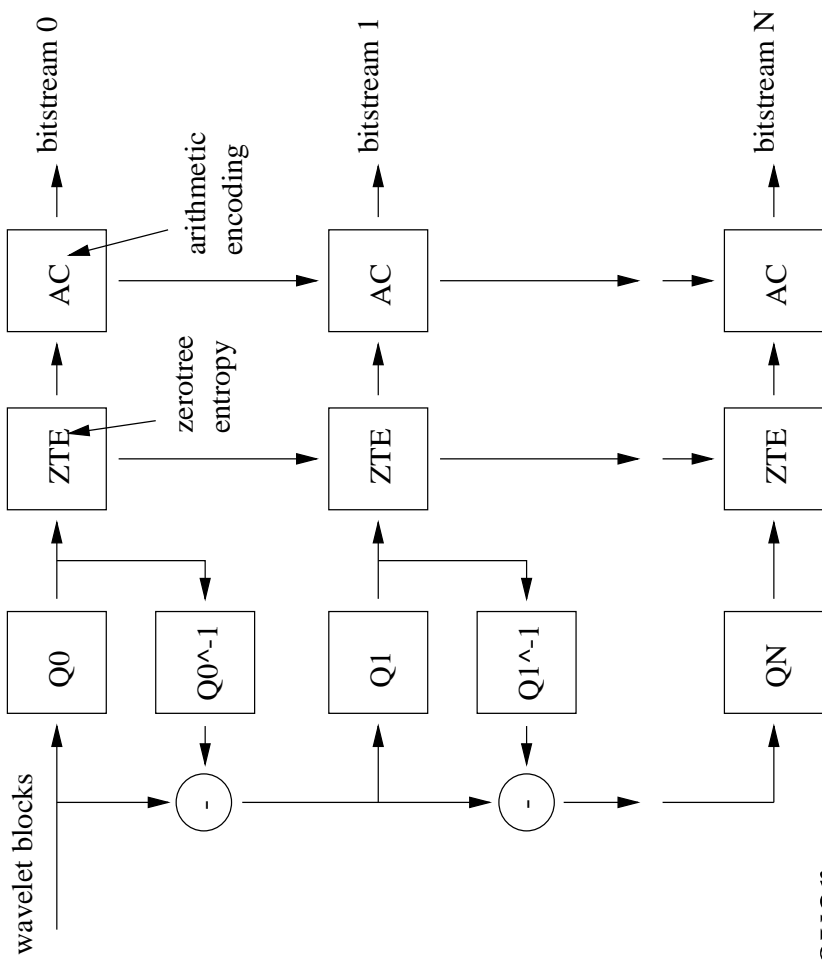 wavelet blocks
Q0
ZTE
AC
bitstream 0
zerotree
entropy
arithmetic
encoding
-
Q0^-1
Q1
ZTE
AC
bitstream 1
-
Q1^-1
QN
ZTE
AC
bitstream N